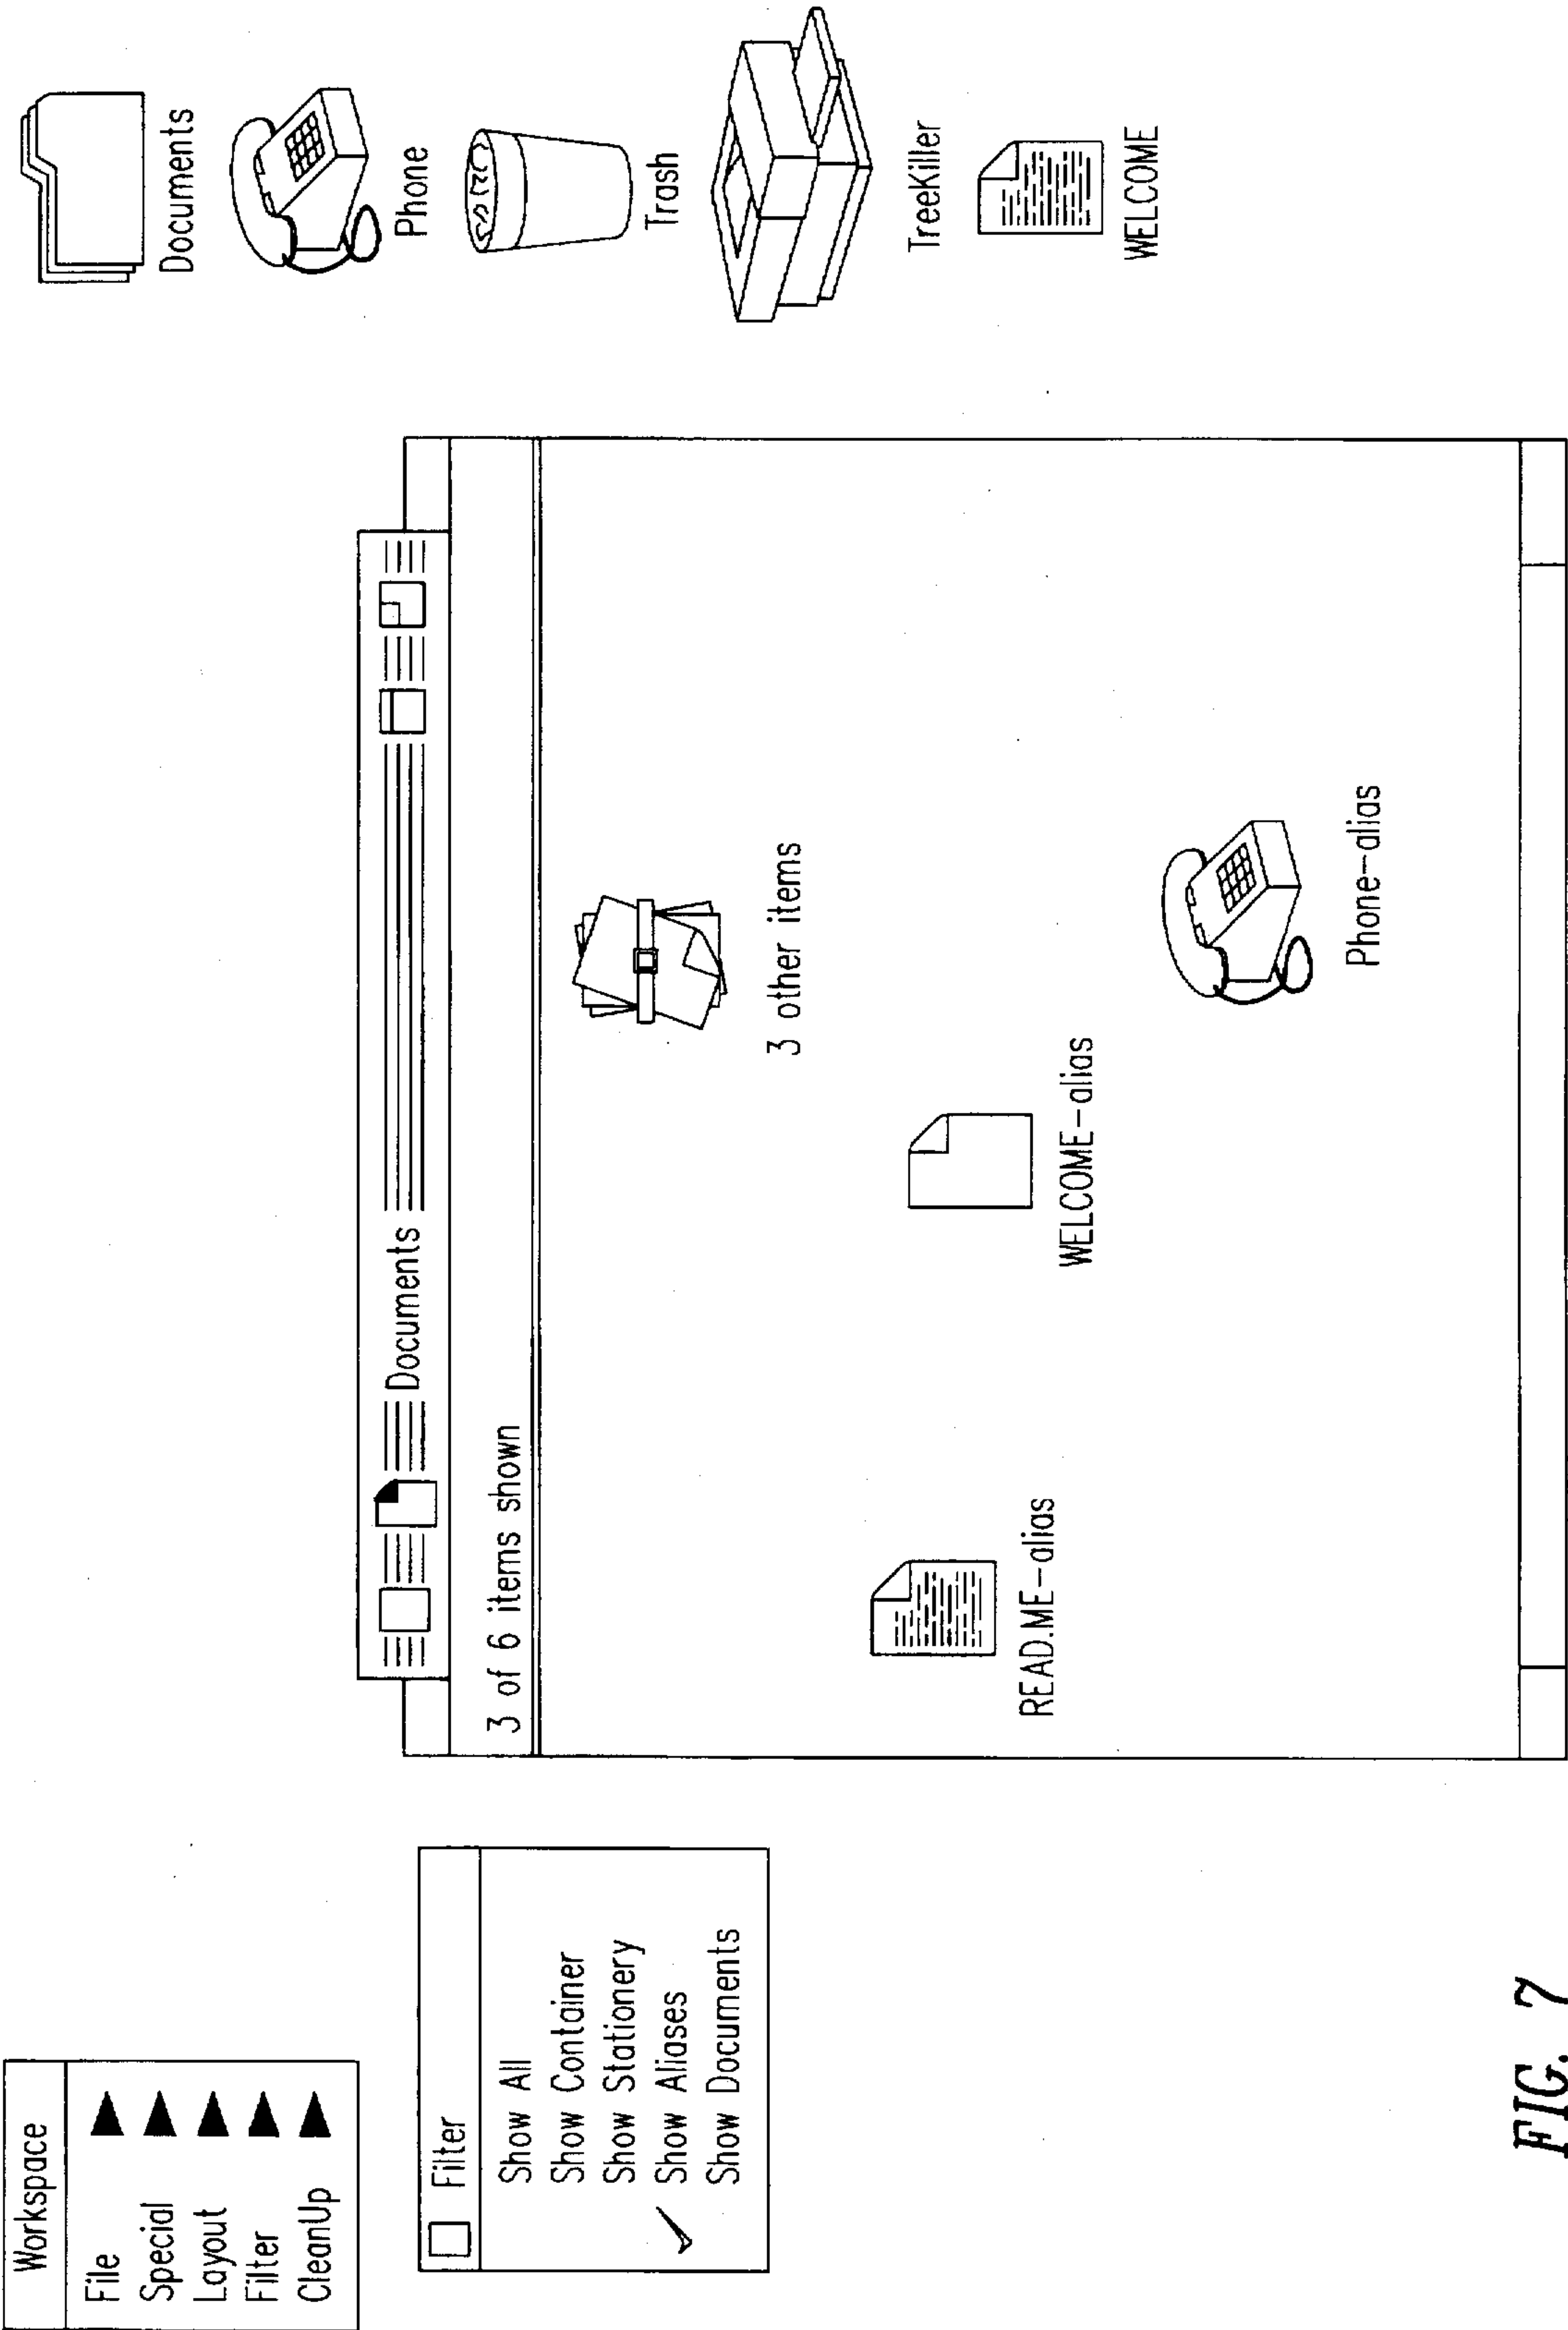 Workspace
File
Special
Layout
Filter
CleanUp
Filter
Show All
Show Container
Show Stationery
Show Aliases
Show Documents
Documents
3 of 6 items shown
3 other items
READ.ME-alias
WELCOME-alias
Phone-alias
Documents
Phone
Trash
TreeKiller
WELCOME
FIG. 7